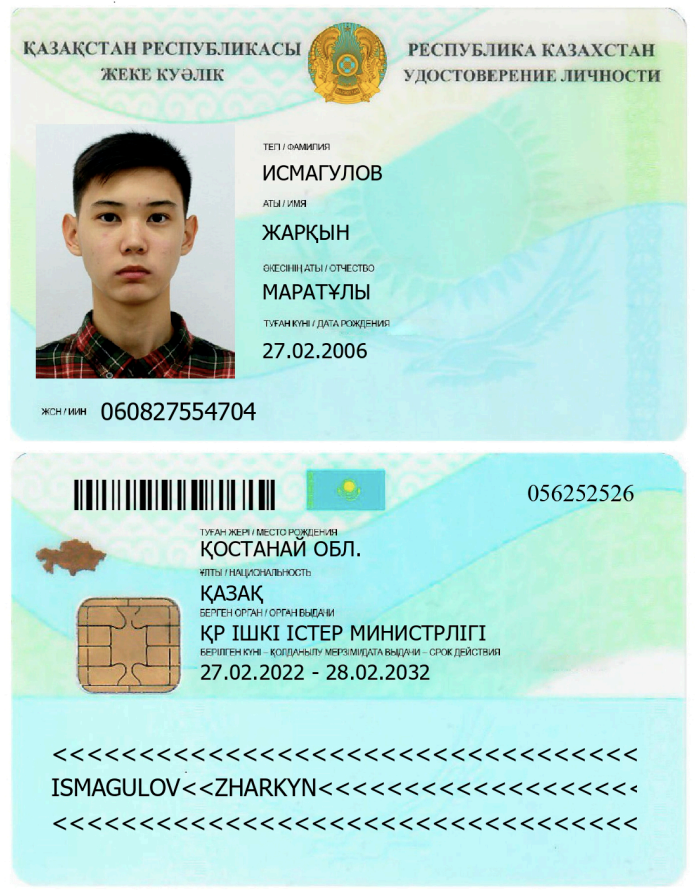 ҚАЗАҚСТАН РЕСПУБЛИКАСЫ
ЖЕКЕ КУӘЛІК
РЕСПУБЛИКА КАЗАХСТАН
УДОСТОВЕРЕНИЕ ЛИЧНОСТИ
ТЕГІ / ФАМИЛИЯ
ИСМАГУЛОВ
АТЫ / ИМЯ
ЖАРҚЫН
ӘКЕСІНІҢ АТЫ / ОТЧЕСТВО
МАРАТҰЛЫ
ТУҒАН КҮНІ / ДАТА РОЖДЕНИЯ
27.02.2006
ЖСН / ИИН 060827554704
056252526
ТУҒАН ЖЕРІ / МЕСТО РОЖДЕНИЯ
ҚОСТАНАЙ ОБЛ.
ҰЛТЫ / НАЦИОНАЛЬНОСТЬ
ҚАЗАҚ
БЕРГЕН ОРГАН / ОРГАН ВЫДАЧИ
ҚР ІШКІ ІСТЕР МИНИСТРЛІГІ
БЕРІЛГЕН КҮНІ – ҚОЛДАНЫЛУ МЕРЗІМІ/ДАТА ВЫДАЧИ – СРОК ДЕЙСТВИЯ
27.02.2022 - 28.02.2032
<<<<<<<<<<<<<<<<<<<<<<<<<<<<<<<<<<
ISMAGULOV<<ZHARKYN<<<<<<<<<<<<<<<<<<<
<<<<<<<<<<<<<<<<<<<<<<<<<<<<<<<<<<